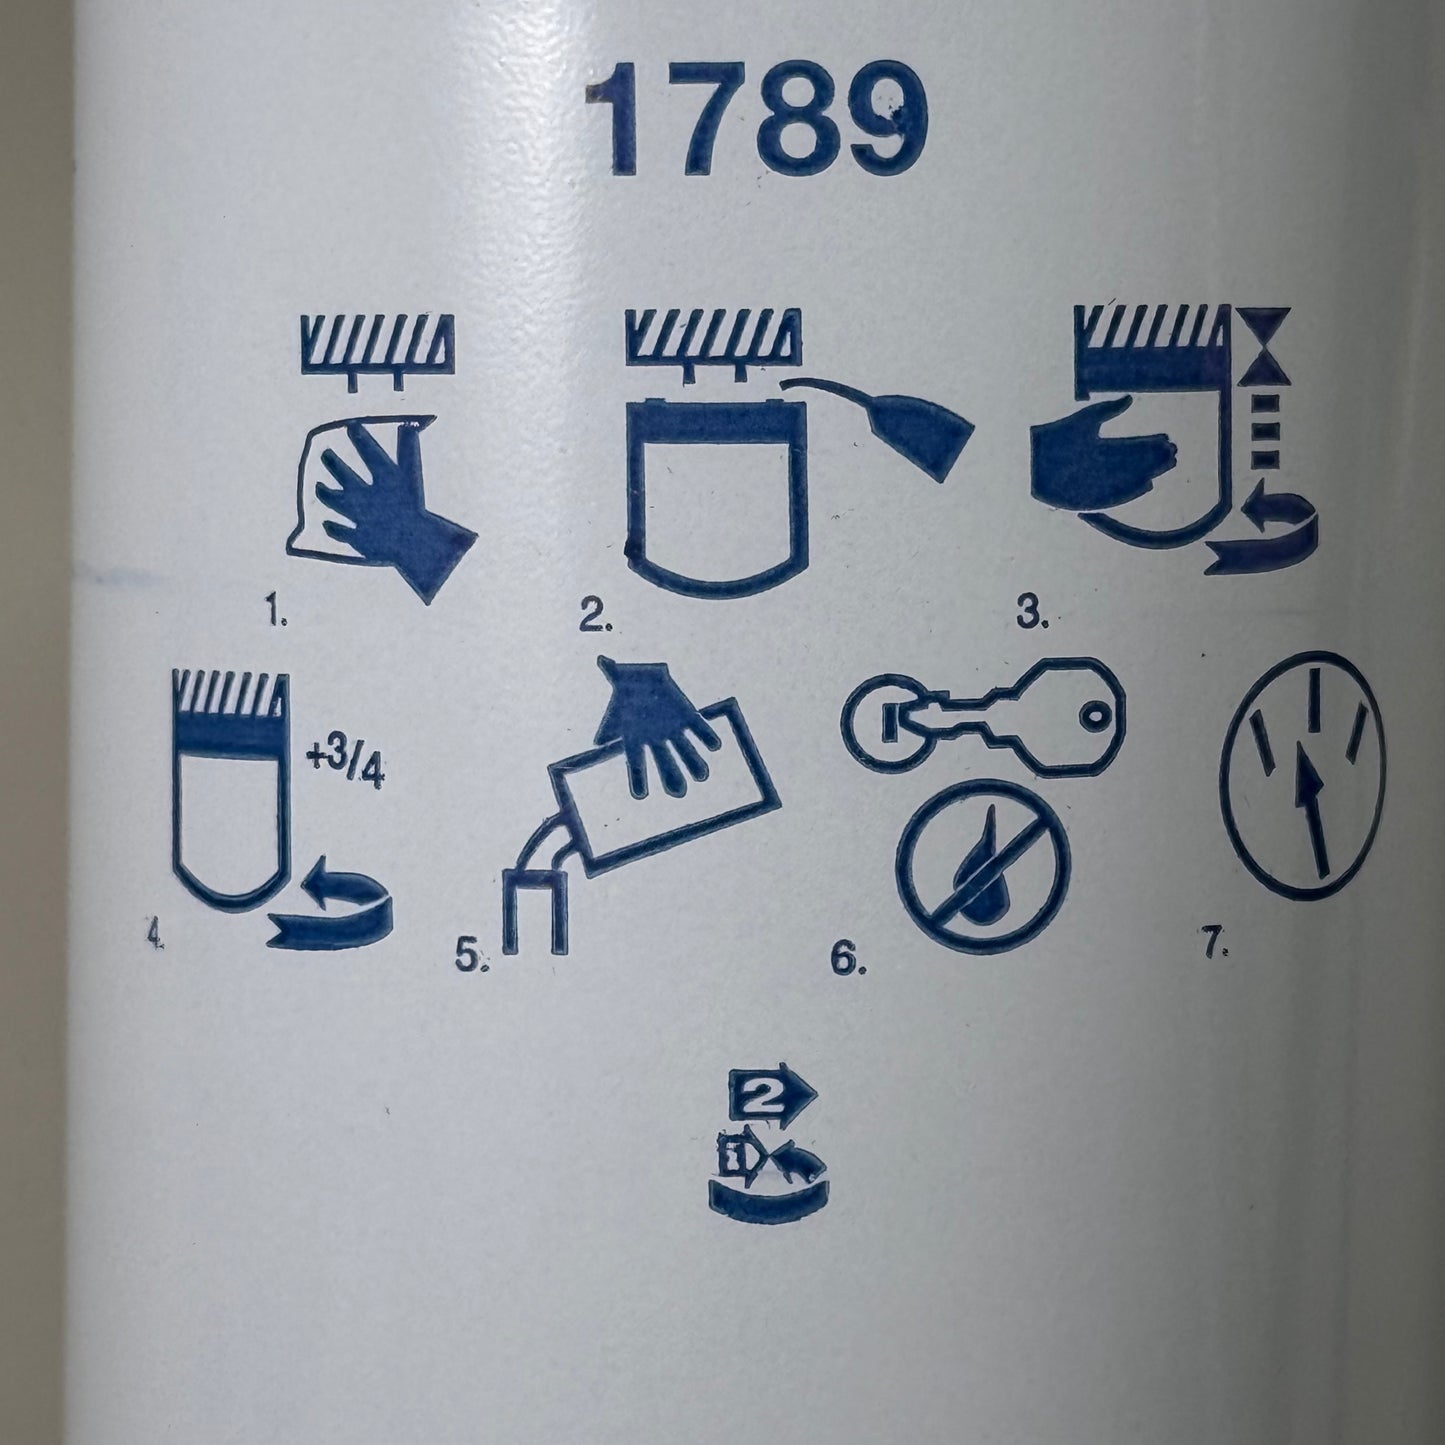 1789
1. 2. 3.
+3/4
4. 5. 6. 7.
2
1